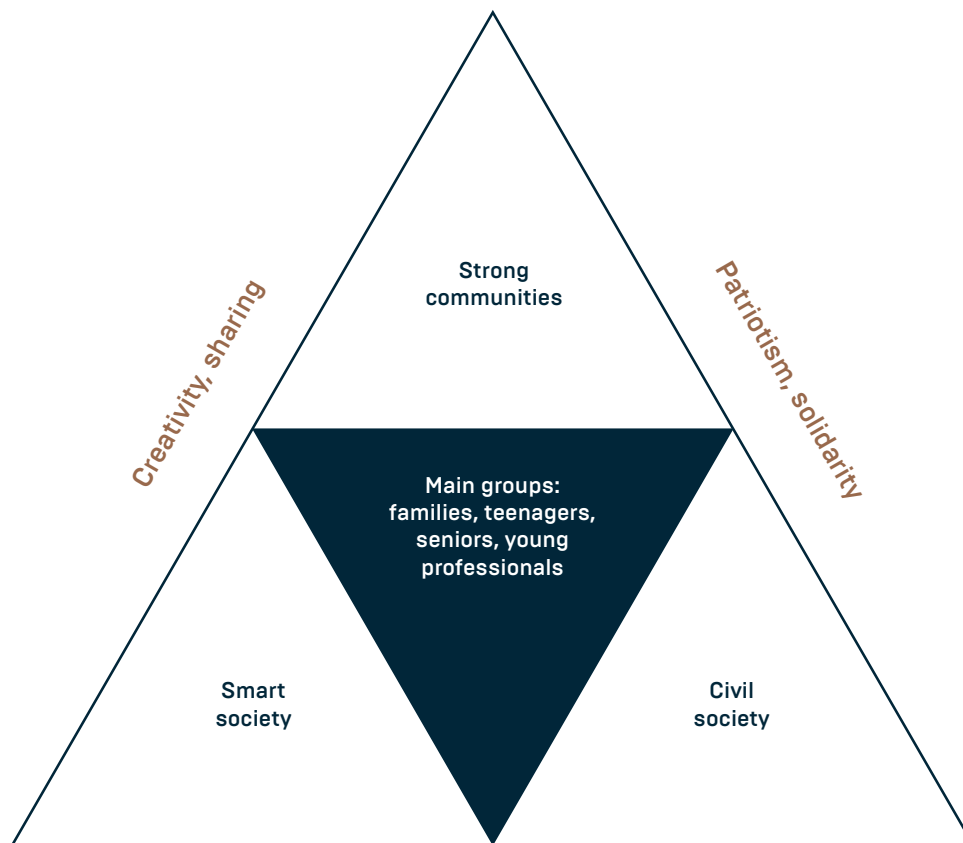 Strong
communities
Creativity, sharing
Patriotism, solidarity
Main groups:
families, teenagers,
seniors, young
professionals
Smart
society
Civil
society